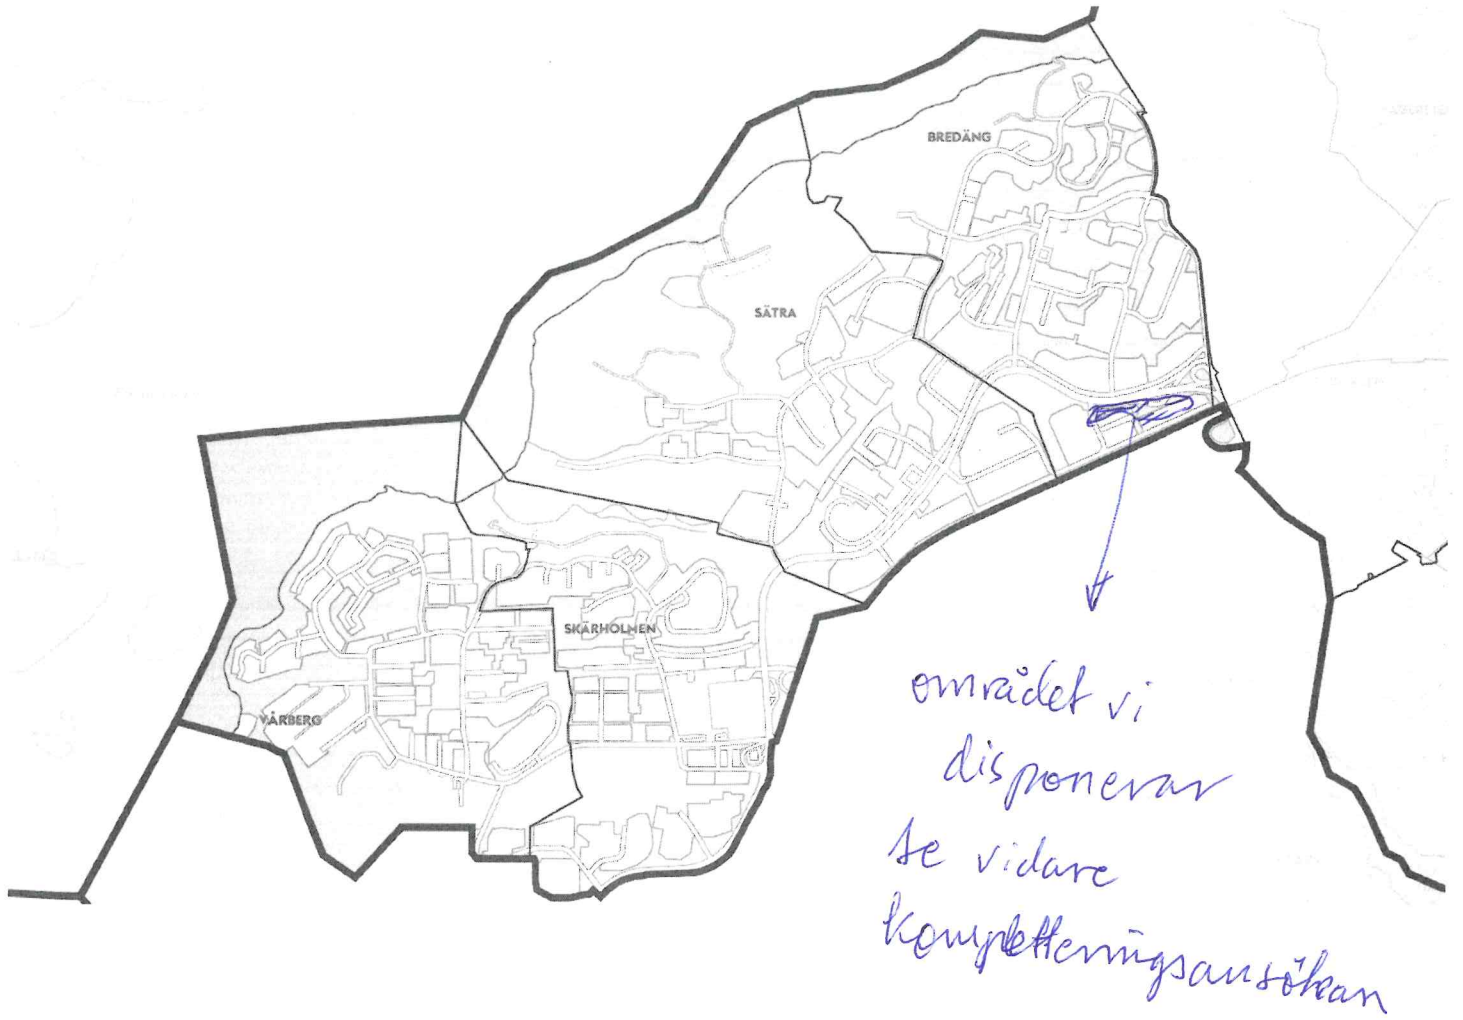 BREDÄNG
SÄTRA
SKÄRHOLMEN
VÅRBERG
området vi
disponerar
se vidare
kompletteringsansökan